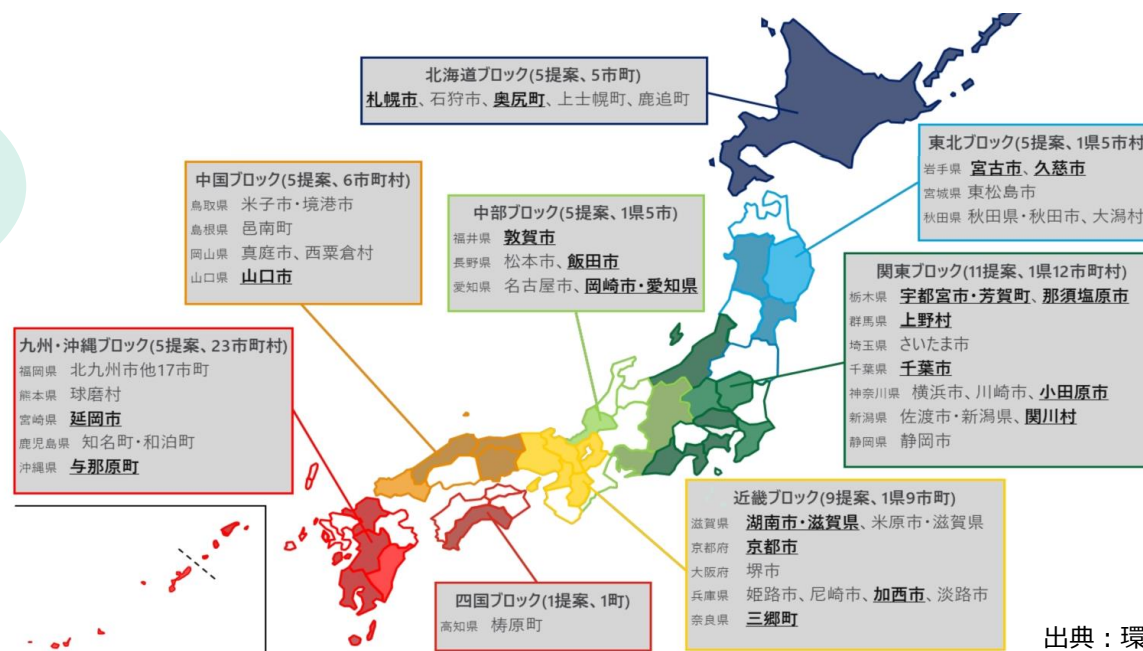 北海道ブロック(5提案、5市町)
札幌市、石狩市、奥尻町、上士幌町、鹿追町
東北ブロック(5提案、1県5市村
岩手県 宮古市、久慈市
宮城県 東松島市
秋田県 秋田県・秋田市、大潟村
中国ブロック(5提案、6市町村)
鳥取県 米子市・境港市
島根県 邑南町
岡山県 真庭市、西粟倉村
山口県 山口市
中部ブロック(5提案、1県5市)
福井県 敦賀市
長野県 松本市、飯田市
愛知県 名古屋市、岡崎市・愛知県
関東ブロック(11提案、1県12市町村)
栃木県 宇都宮市・芳賀町、那須塩原市
群馬県 上野村
埼玉県 さいたま市
千葉県 千葉市
神奈川県 横浜市、川崎市、小田原市
新潟県 佐渡市・新潟県、関川村
静岡県 静岡市
九州・沖縄ブロック(5提案、23市町村)
福岡県 北九州市他17市町
熊本県 球磨村
宮崎県 延岡市
鹿児島県 知名町・和泊町
沖縄県 与那原町
近畿ブロック(9提案、1県9市町)
滋賀県 湖南市・滋賀県、米原市・滋賀県
京都府 京都市
大阪府 堺市
兵庫県 姫路市、尼崎市、加西市、淡路市
奈良県 三郷町
四国ブロック(1提案、1町)
高知県 梼原町
出典：環